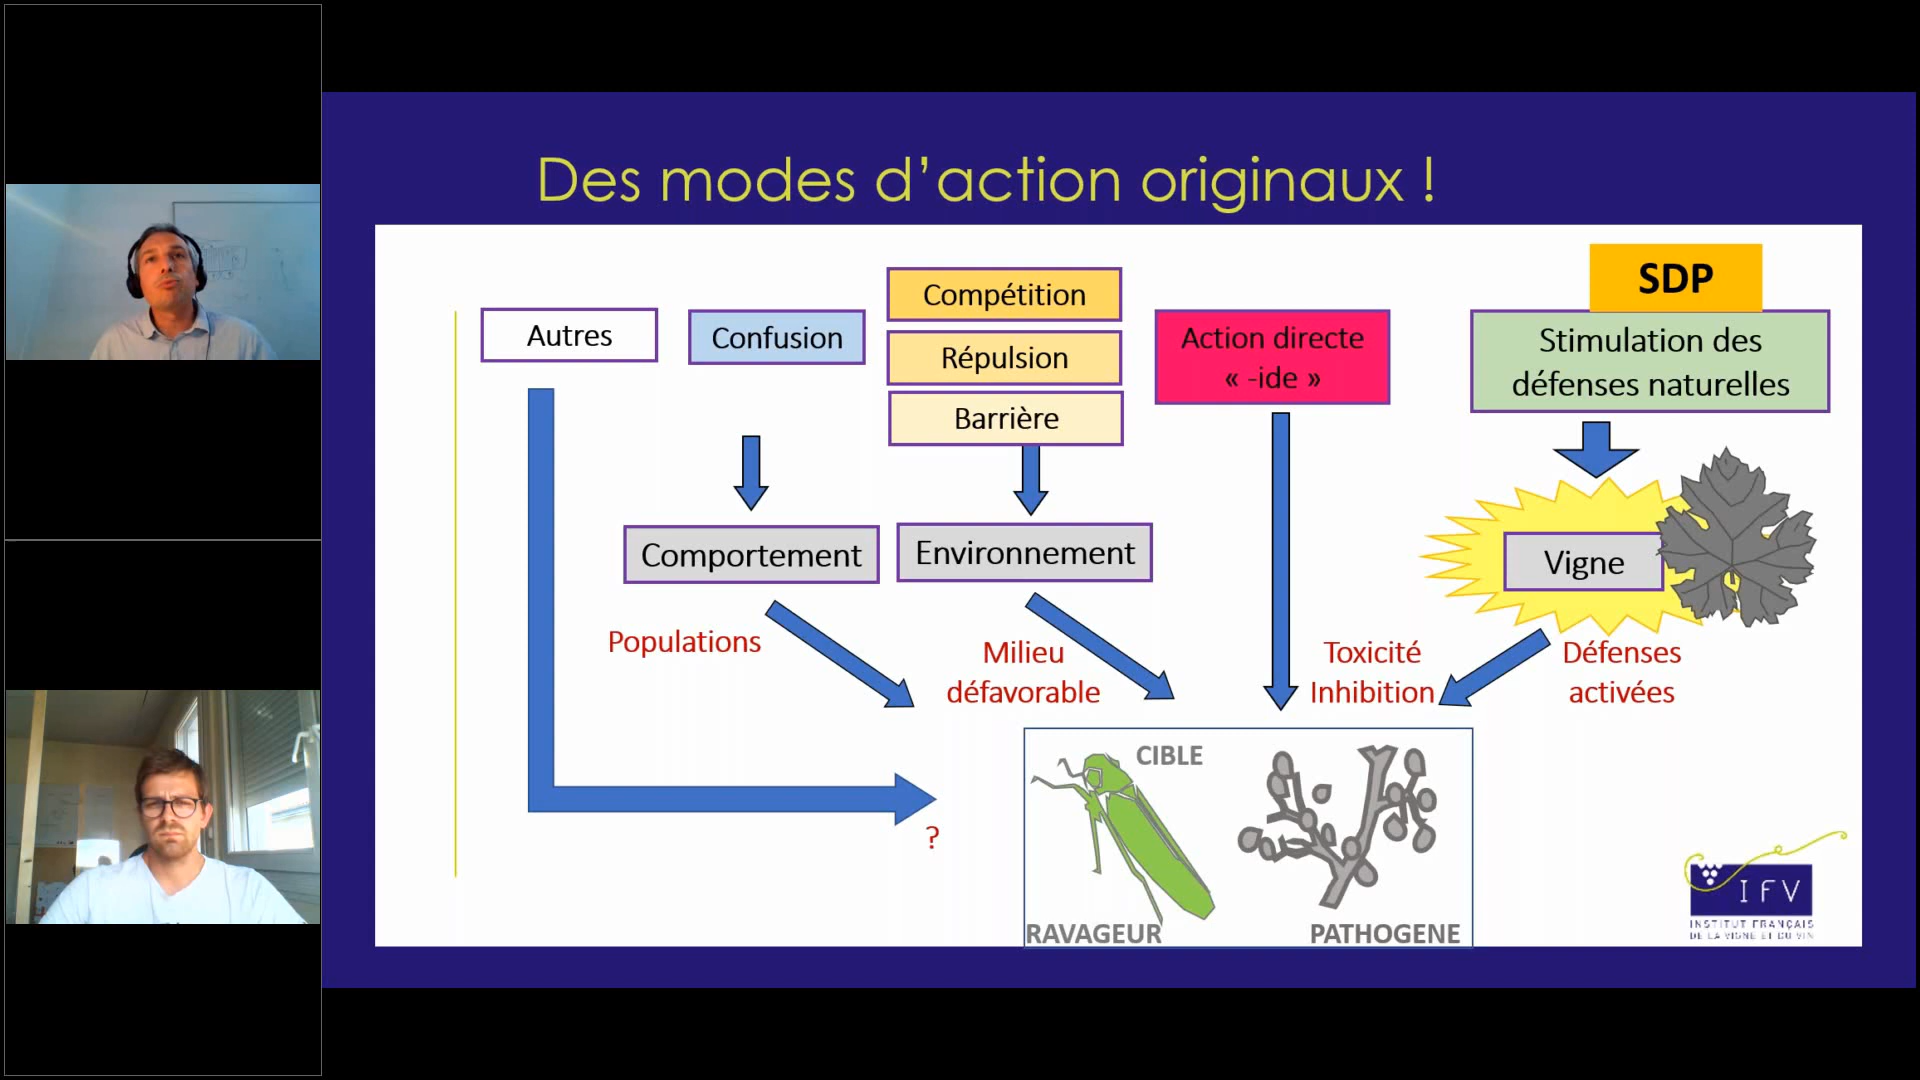 Des modes d’action originaux !
SDP
Autres
Confusion
Compétition
Répulsion
Barrière
Action directe
« -ide »
Stimulation des
défenses naturelles
Comportement
Environnement
Vigne
Populations
Milieu
défavorable
Toxicité
Inhibition
Défenses
activées
?
CIBLE
RAVAGEUR
PATHOGENE
IFV
INSTITUT FRANÇAIS
DE LA VIGNE ET DU VIN